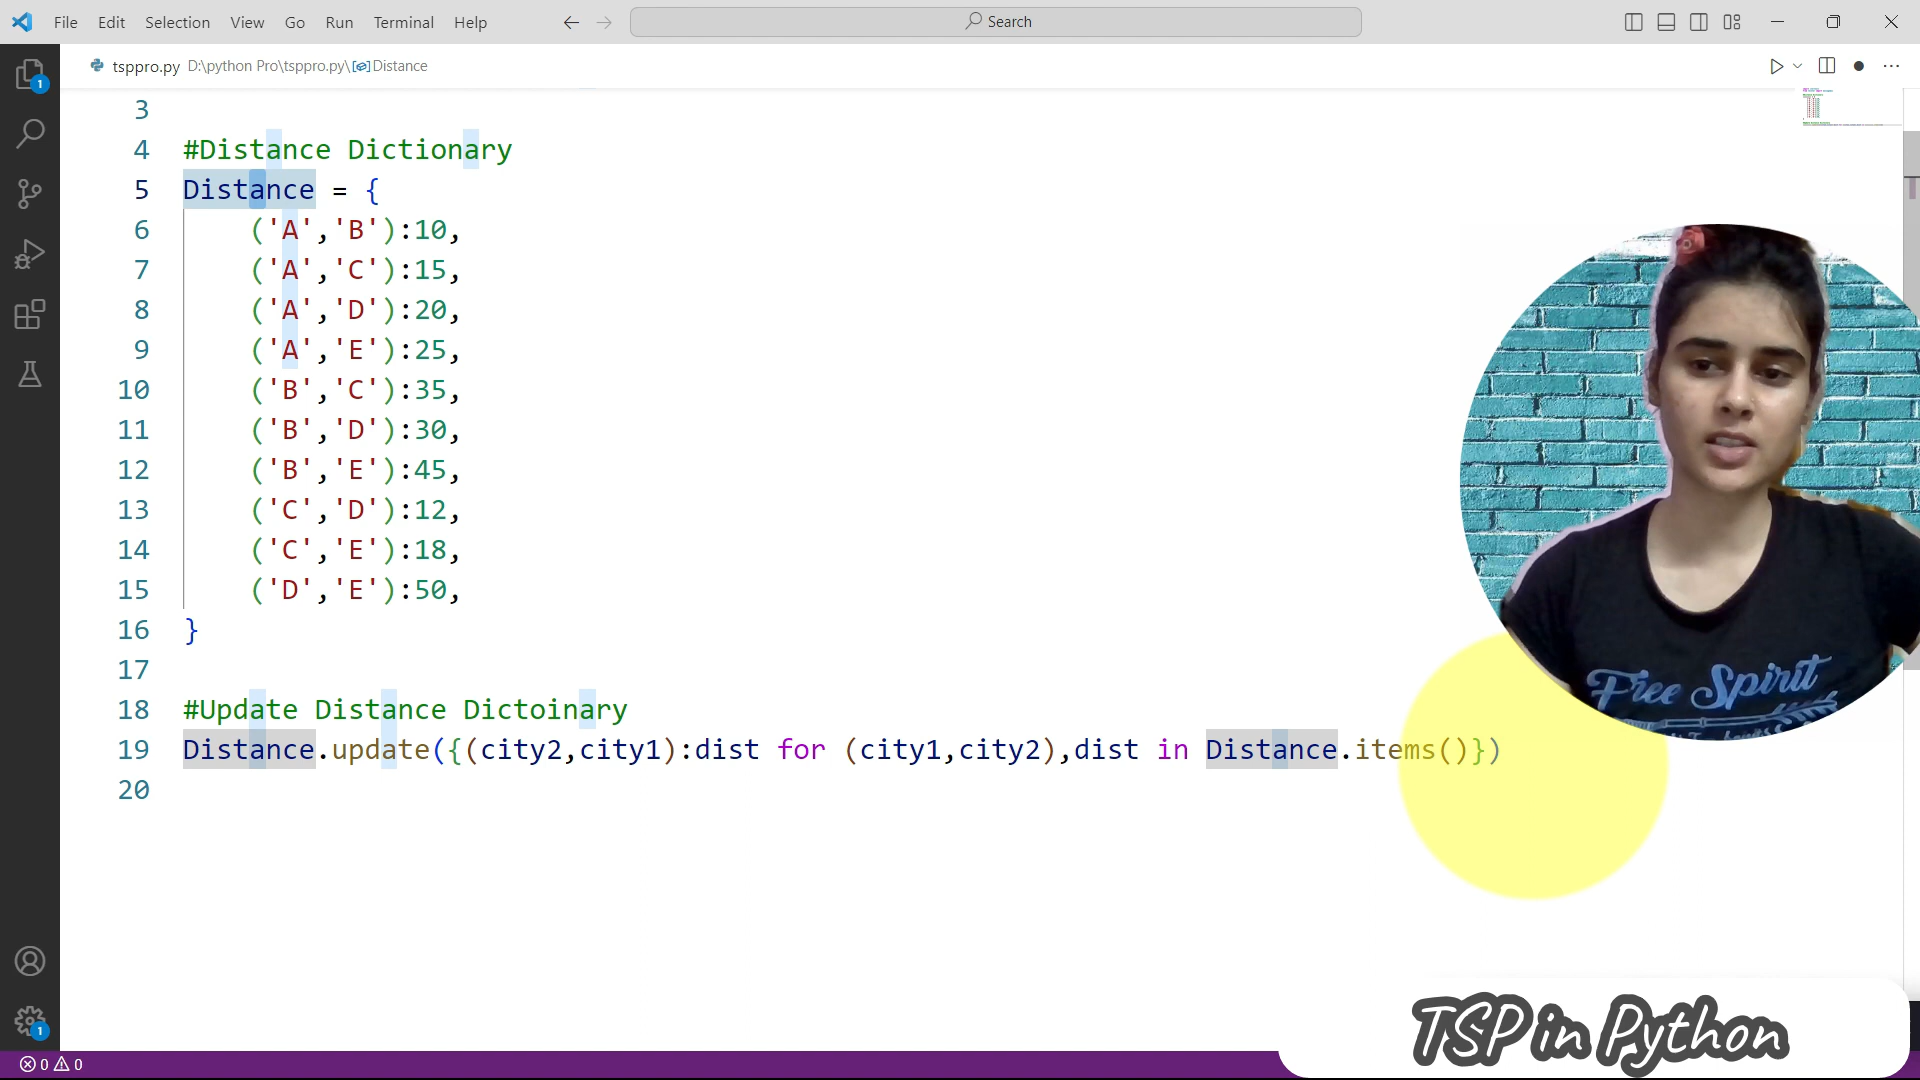 File Edit Selection View Go Run Terminal Help Search
tsppro.py D:\python Pro\tsppro.py\Distance
3
4 #Distance Dictionary
5 Distance = {
6 ('A','B'):10,
7 ('A','C'):15,
8 ('A','D'):20,
9 ('A','E'):25,
10 ('B','C'):35,
11 ('B','D'):30,
12 ('B','E'):45,
13 ('C','D'):12,
14 ('C','E'):18,
15 ('D','E'):50,
16 }
17
18 #Update Distance Dictoinary
19 Distance.update({(city2,city1):dist for (city1,city2),dist in Distance.items()})
20
1
1
0 0
Free Spirit
TSP in Python